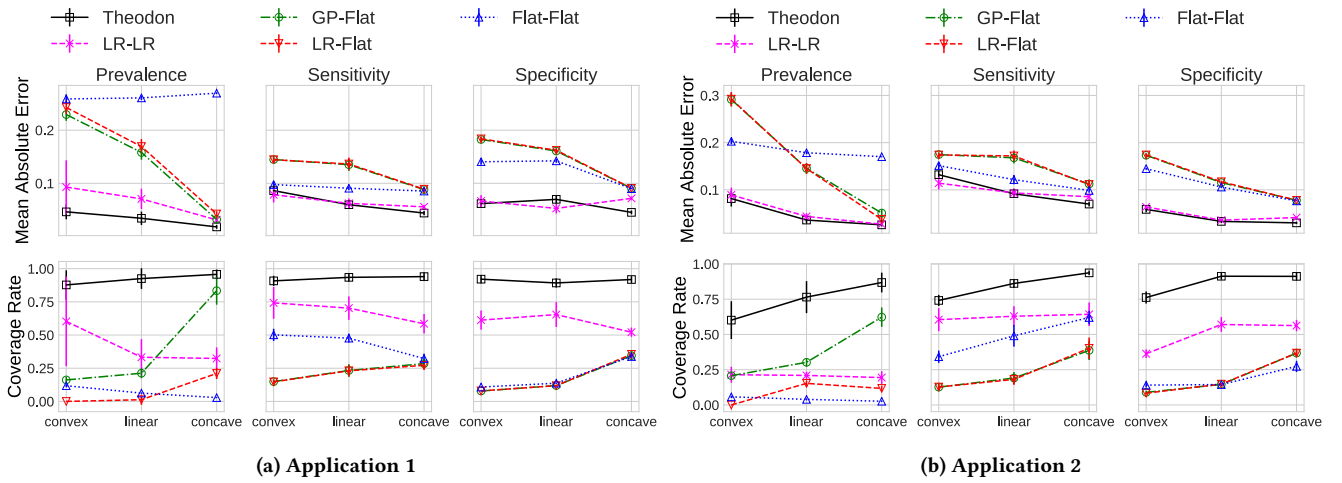 Theodon GP-Flat Flat-Flat
LR-LR LR-Flat
Prevalence Sensitivity Specificity
Mean Absolute Error
0.2
0.1
Coverage Rate
1.00
0.75
0.50
0.25
0.00
convex linear concave convex linear concave convex linear concave
(a) Application 1
Theodon GP-Flat Flat-Flat
LR-LR LR-Flat
Prevalence Sensitivity Specificity
Mean Absolute Error
0.3
0.2
0.1
Coverage Rate
1.00
0.75
0.50
0.25
0.00
convex linear concave convex linear concave convex linear concave
(b) Application 2